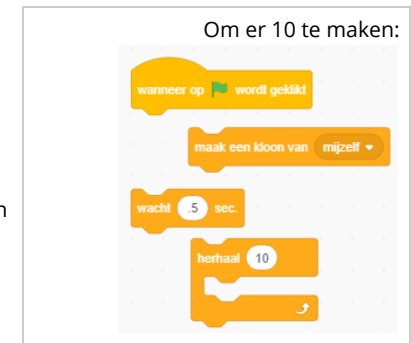 Om er 10 te maken:
wanneer op wordt geklikt
maak een kloon van mijzelf
n
wacht .5 sec.
herhaal 10